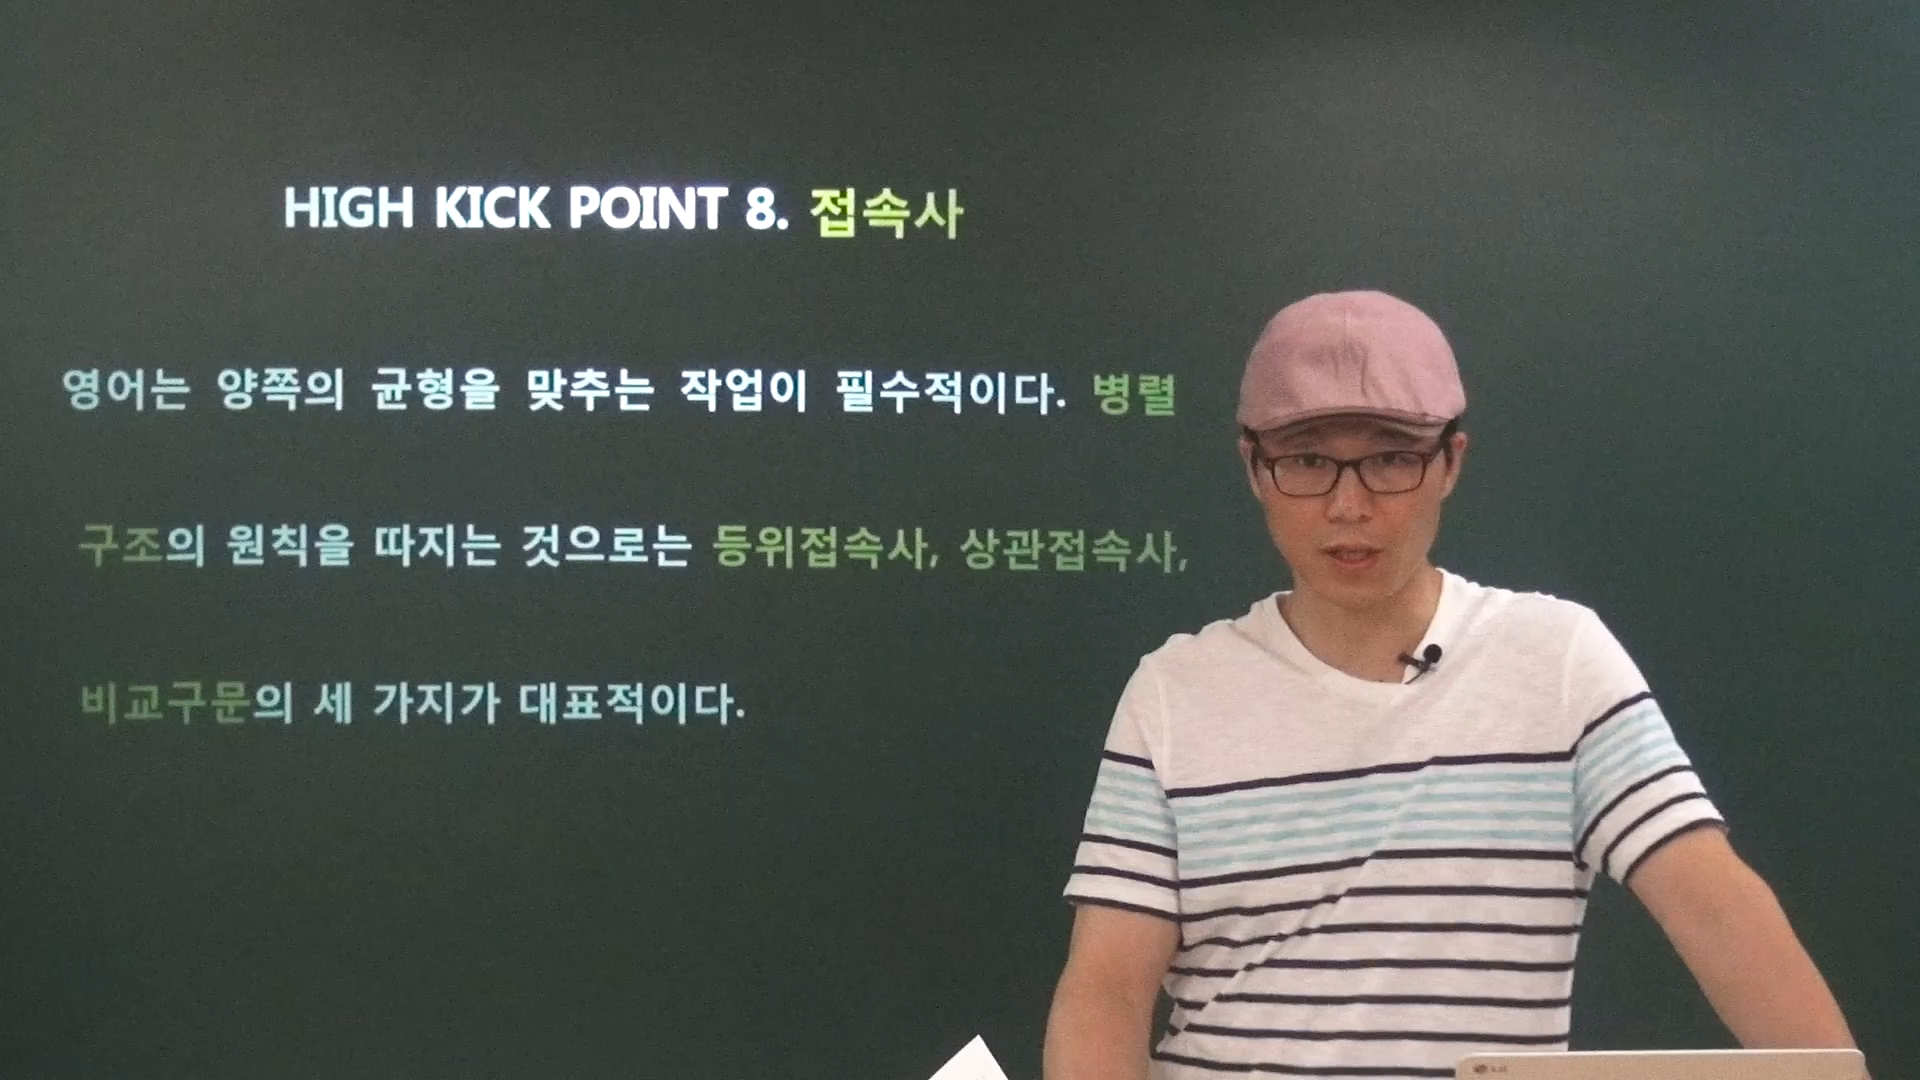 HIGH KICK POINT 8. 접속사
영어는 양쪽의 균형을 맞추는 작업이 필수적이다. 병렬
구조의 원칙을 따지는 것으로는 등위접속사, 상관접속사,
비교구문의 세 가지가 대표적이다.